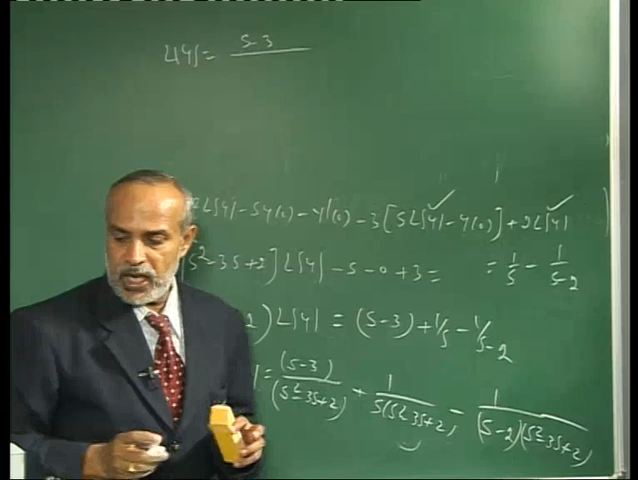 L{y} = s-3
s²L{y} - sy(0) - y'(0) - 3[sL{y} - y(0)] + 2L{y}
[s² - 3s + 2] L{y} - s - 0 + 3 = = 1/s - 1/(s-2)
2) L{y} = (s-3) + 1/s - 1/s-2
= (s-3)/(s²-3s+2) + 1/s(s²-3s+2) - 1/(s-2)(s²-3s+2)